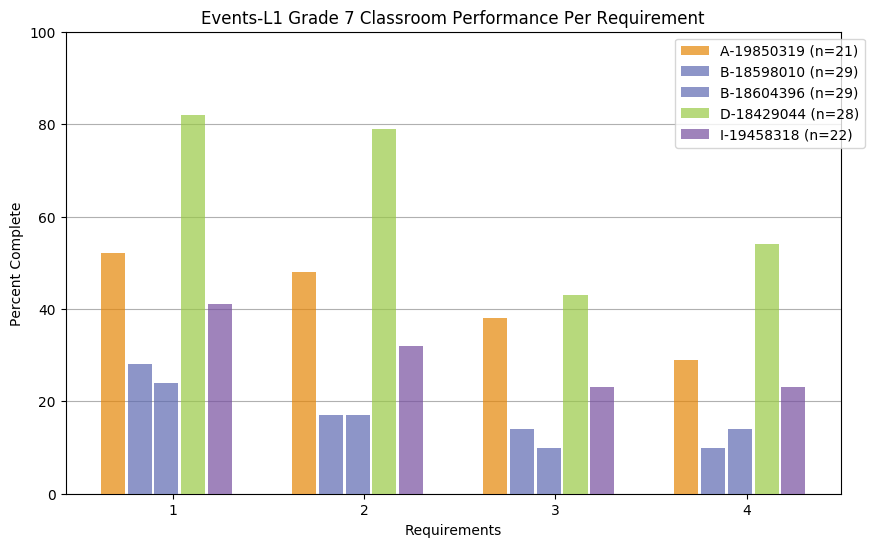 Events-L1 Grade 7 Classroom Performance Per Requirement
100
80
60
40
20
0
Percent Complete
A-19850319 (n=21)
B-18598010 (n=29)
B-18604396 (n=29)
D-18429044 (n=28)
I-19458318 (n=22)
1
2
3
4
Requirements